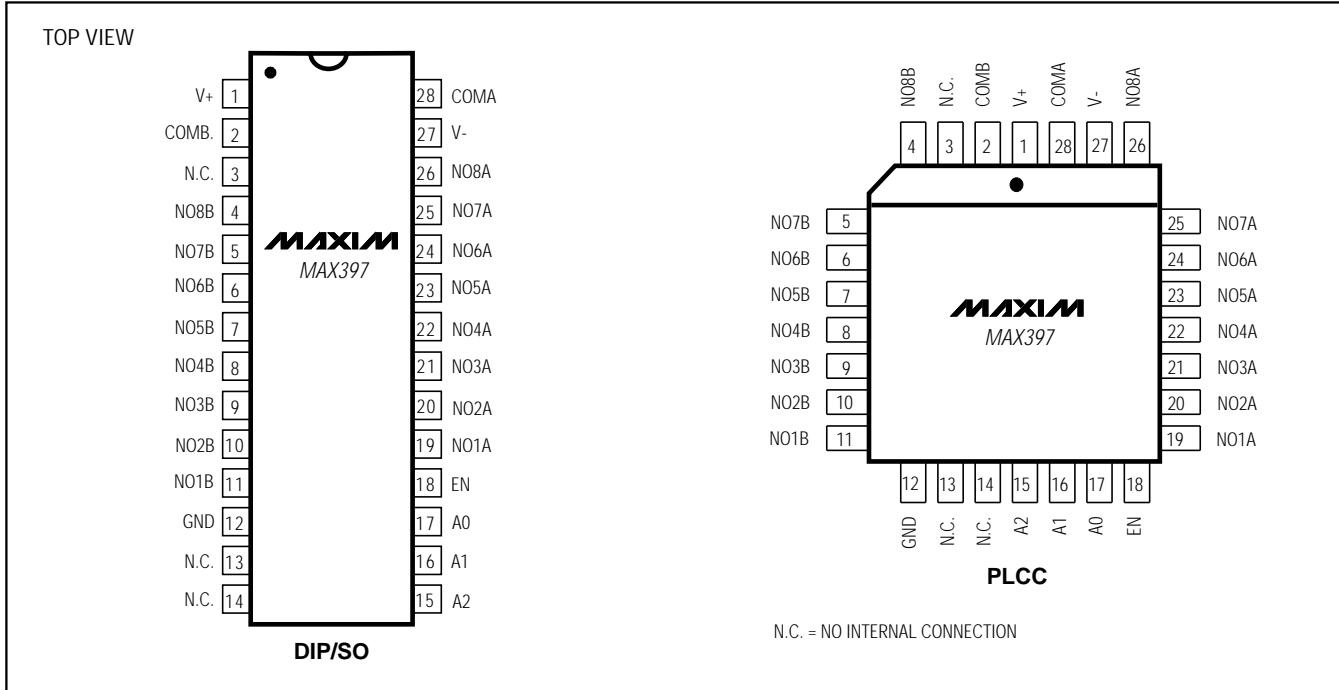 TOP VIEW
V+ 1
COMB. 2
N.C. 3
NO8B 4
NO7B 5
NO6B 6
NO5B 7
NO4B 8
NO3B 9
NO2B 10
NO1B 11
GND 12
N.C. 13
N.C. 14
28 COMA
27 V-
26 NO8A
25 NO7A
24 NO6A
23 NO5A
22 NO4A
21 NO3A
20 NO2A
19 NO1A
18 EN
17 A0
16 A1
15 A2
MAXIM
MAX397
DIP/SO
NO8B N.C. COMB V+ COMA V- NO8A
4 3 2 1 28 27 26
NO7B 5
NO6B 6
NO5B 7
NO4B 8
NO3B 9
NO2B 10
NO1B 11
MAXIM
MAX397
25 NO7A
24 NO6A
23 NO5A
22 NO4A
21 NO3A
20 NO2A
19 NO1A
12 13 14 15 16 17 18
GND N.C. N.C. A2 A1 A0 EN
PLCC
N.C. = NO INTERNAL CONNECTION